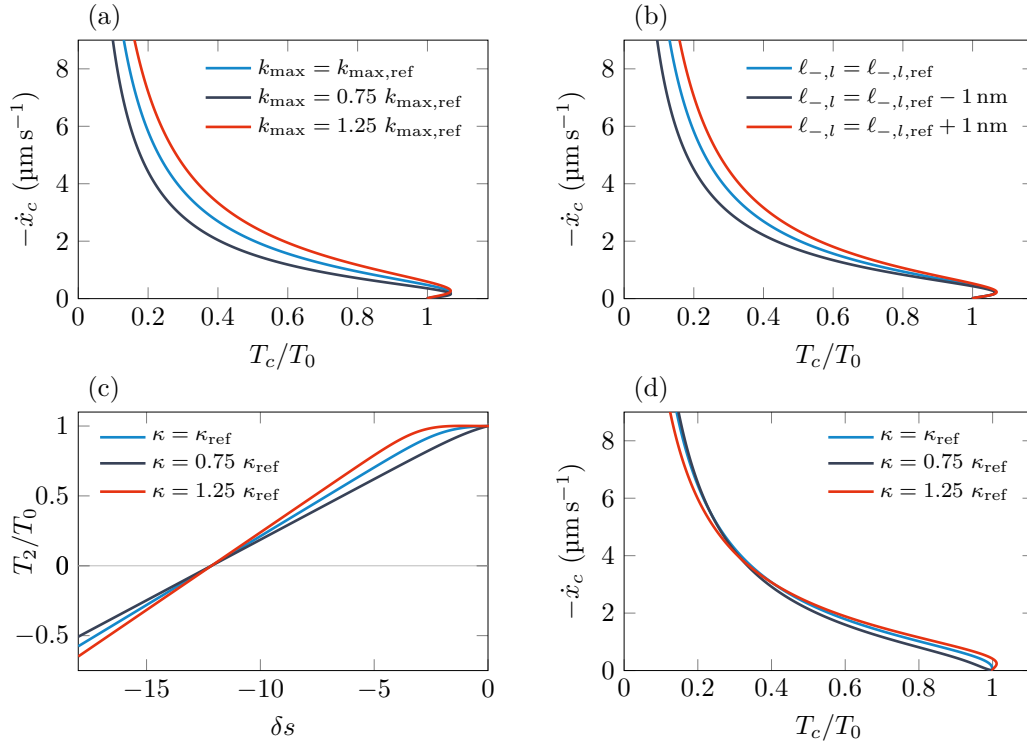 (a)
k_max = k_max,ref
k_max = 0.75 k_max,ref
k_max = 1.25 k_max,ref
−ẋ_c (µm s⁻¹)
0 2 4 6 8
0 0.2 0.4 0.6 0.8 1
T_c/T_0
(b)
ℓ_−,l = ℓ_−,l,ref
ℓ_−,l = ℓ_−,l,ref − 1 nm
ℓ_−,l = ℓ_−,l,ref + 1 nm
−ẋ_c (µm s⁻¹)
0 2 4 6 8
0 0.2 0.4 0.6 0.8 1
T_c/T_0
(c)
κ = κ_ref
κ = 0.75 κ_ref
κ = 1.25 κ_ref
T_2/T_0
1
0.5
0
−0.5
−15 −10 −5 0
δs
(d)
κ = κ_ref
κ = 0.75 κ_ref
κ = 1.25 κ_ref
−ẋ_c (µm s⁻¹)
0 2 4 6 8
0 0.2 0.4 0.6 0.8 1
T_c/T_0